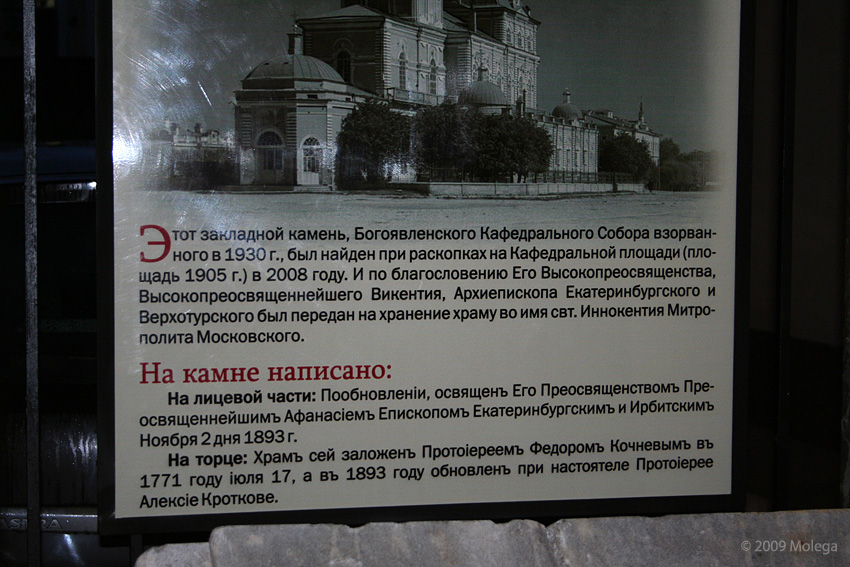 Этот закладной камень, Богоявленского Кафедрального Собора взорван-
ного в 1930 г., был найден при раскопках на Кафедральной площади (пло-
щадь 1905 г.) в 2008 году. И по благословению Его Высокопреосвященства,
Высокопреосвященнейшего Викентия, Архиепископа Екатеринбургского и
Верхотурского был передан на хранение храму во имя свт. Иннокентия Митро-
полита Московского.
На камне написано:
На лицевой части: Пообновленіи, освященъ Его Преосвященствомъ Пре-
освященнейшимъ Афанасіемъ Епископомъ Екатеринбургскимъ и Ирбитскимъ
Ноября 2 дня 1893 г.
На торце: Храмъ сей заложенъ Протоіереемъ Федоромъ Кочневымъ въ
1771 году іюля 17, а въ 1893 году обновленъ при настоятеле Протоіерее
Алексіе Кроткове.
© 2009 Molega